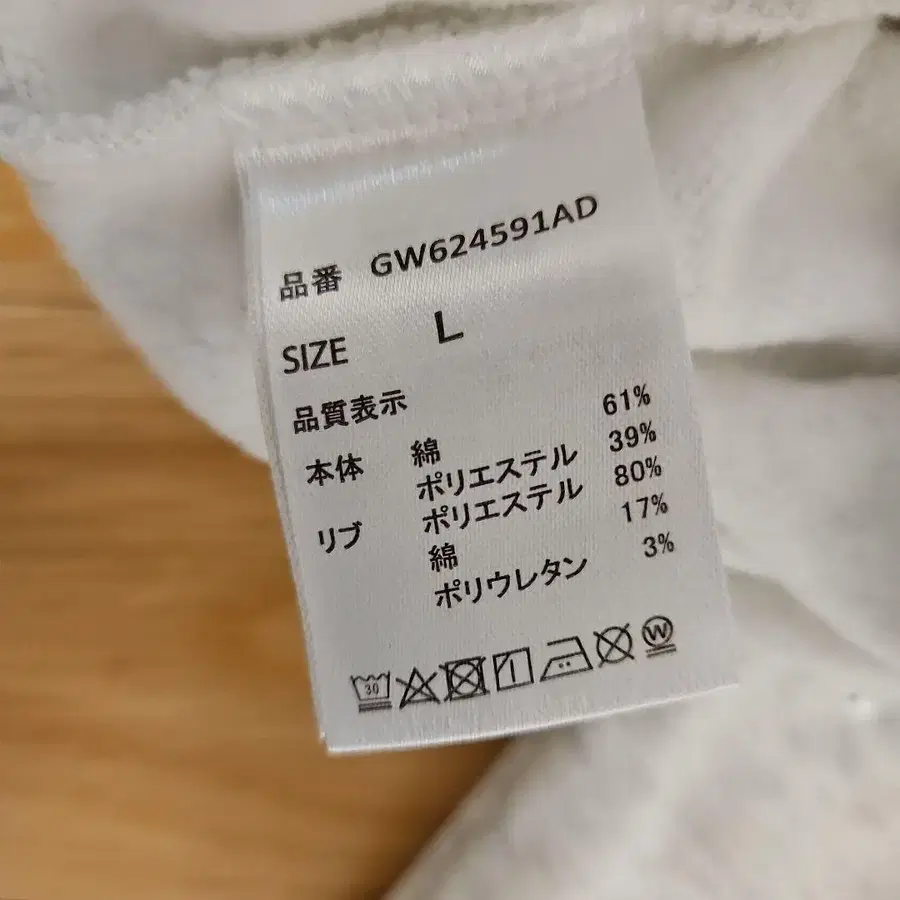 品番 GW624591AD
SIZE L
品質表示
本体 綿 61%
ポリエステル 39%
リブ ポリエステル 80%
綿 17%
ポリウレタン 3%
30 W